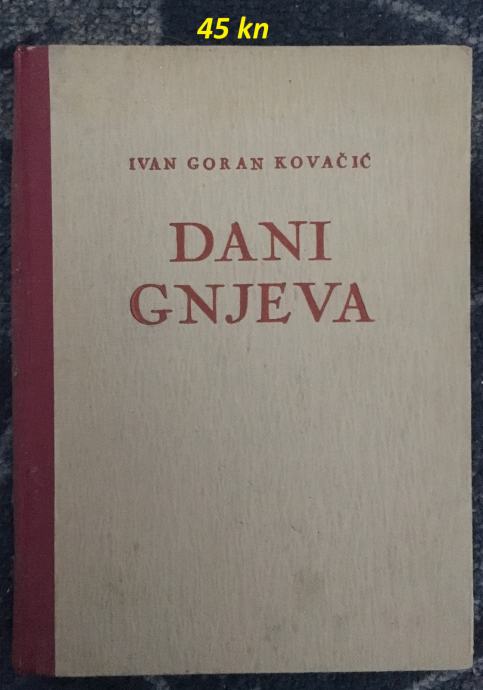 45 kn
IVAN GORAN KOVAČIĆ
DANI
GNJEVA